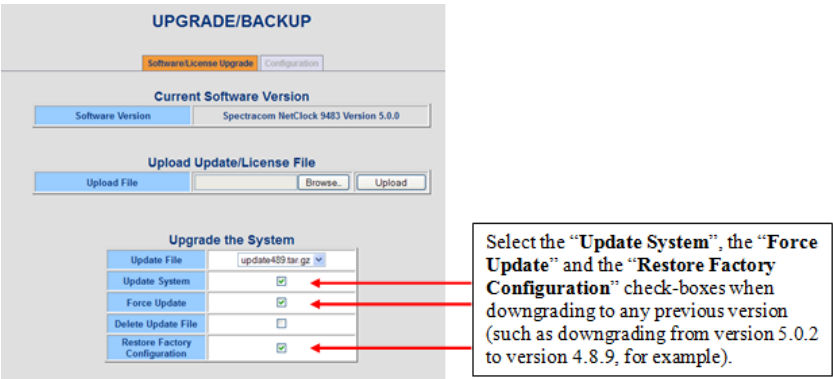 UPGRADE/BACKUP
Software/License Upgrade Configuration
Current Software Version
Software Version Spectracom NetClock 9483 Version 5.0.0
Upload Update/License File
Upload File Browse.. Upload
Upgrade the System
Update File update489.tar.gz
Update System
Force Update
Delete Update File
Restore Factory
Configuration
Select the “Update System”, the “Force
Update” and the “Restore Factory
Configuration” check-boxes when
downgrading to any previous version
(such as downgrading from version 5.0.2
to version 4.8.9, for example).